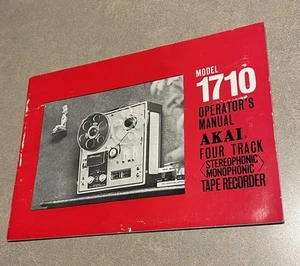 MODEL
1710
OPERATOR'S
MANUAL
AKAI.
FOUR TRACK
STEREOPHONIC
MONOPHONIC
TAPE RECORDER